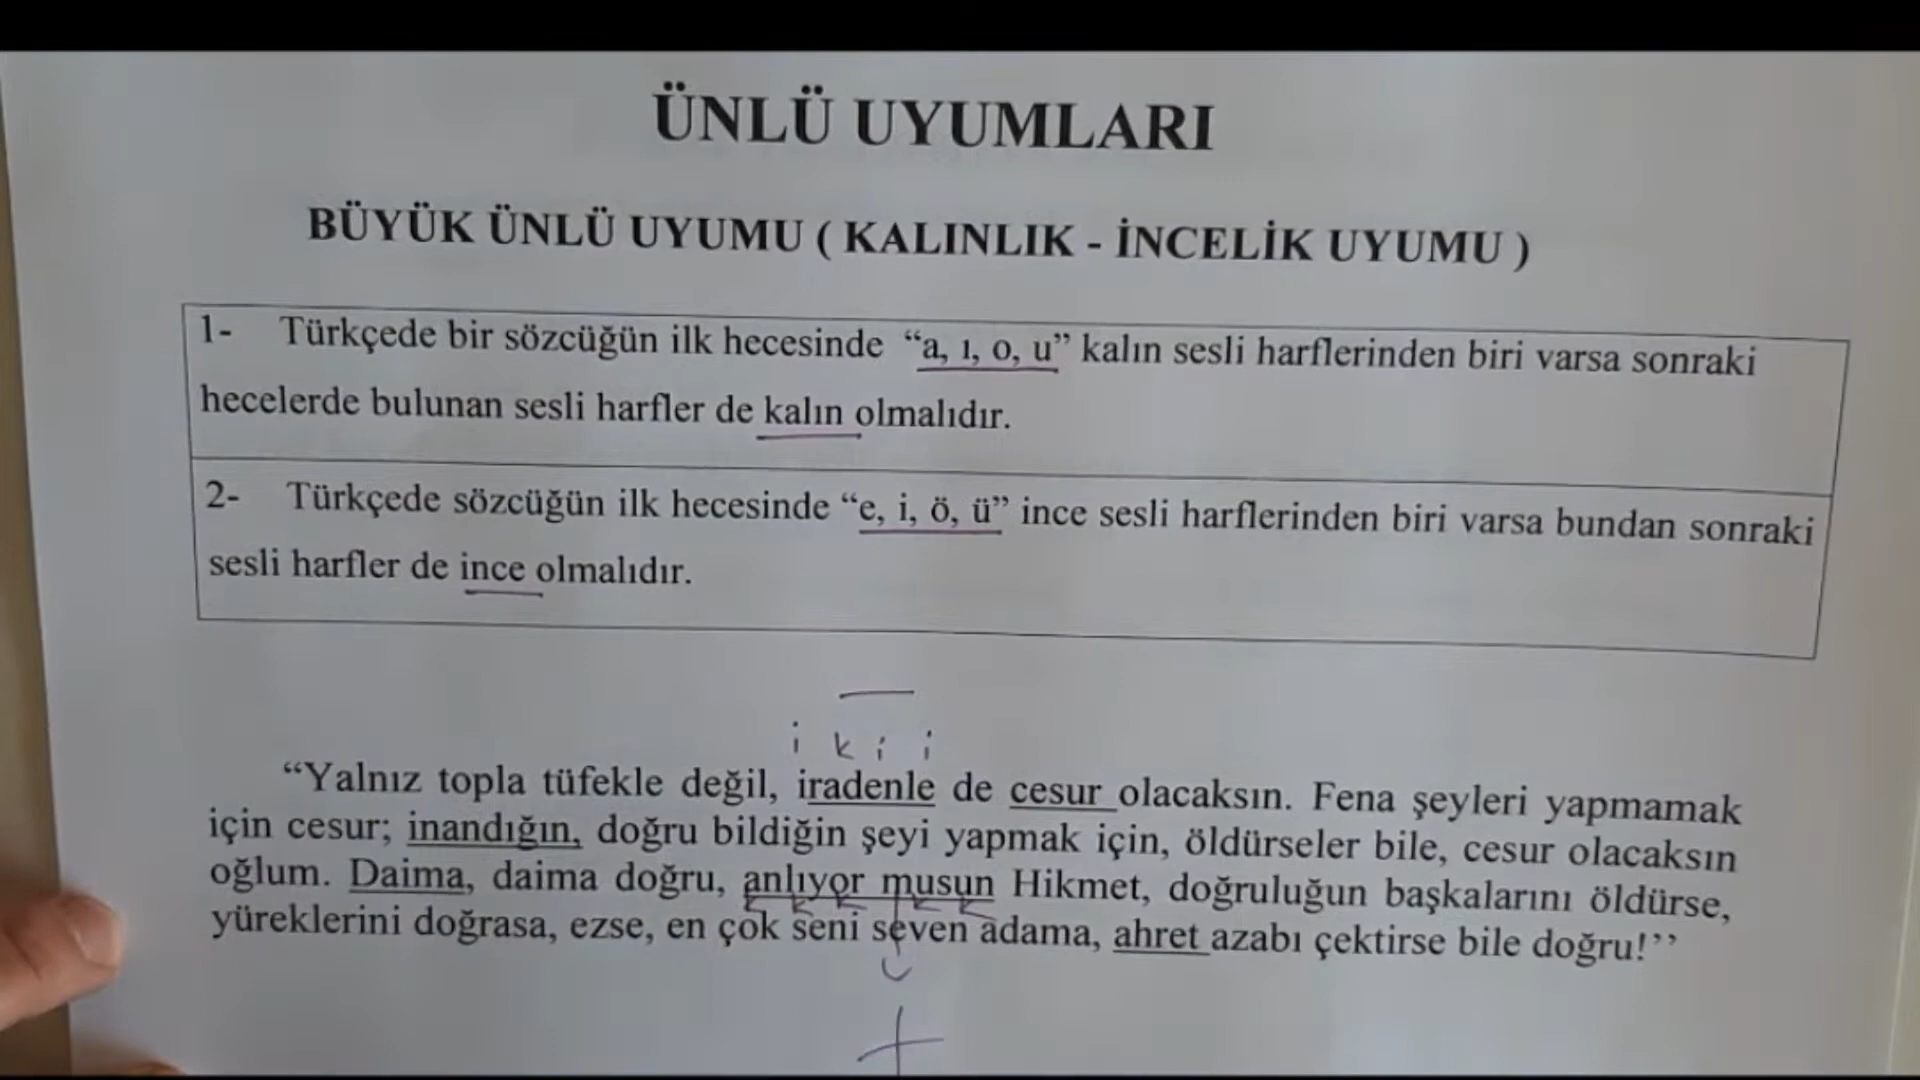 ÜNLÜ UYUMLARI
BÜYÜK ÜNLÜ UYUMU ( KALINLIK - İNCELİK UYUMU )
1- Türkçede bir sözcüğün ilk hecesinde “a, ı, o, u” kalın sesli harflerinden biri varsa sonraki
hecelerde bulunan sesli harfler de kalın olmalıdır.
2- Türkçede sözcüğün ilk hecesinde “e, i, ö, ü” ince sesli harflerinden biri varsa bundan sonraki
sesli harfler de ince olmalıdır.
i k i i
“Yalnız topla tüfekle değil, iradenle de cesur olacaksın. Fena şeyleri yapmamak
için cesur; inandığın, doğru bildiğin şeyi yapmak için, öldürseler bile, cesur olacaksın
oğlum. Daima, daima doğru, anlıyor musun Hikmet, doğruluğun başkalarını öldürse,
k k k k k
yüreklerini doğrasa, ezse, en çok seni seven adama, ahret azabı çektirse bile doğru!’’
+